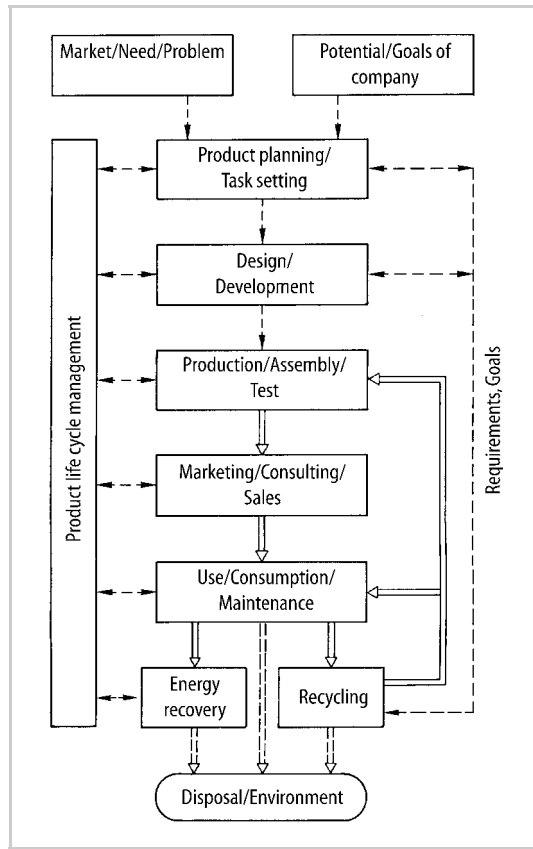 Market/Need/Problem
Potential/Goals of
company
Product planning/
Task setting
Design/
Development
Production/Assembly/
Test
Marketing/Consulting/
Sales
Use/Consumption/
Maintenance
Energy
recovery
Recycling
Disposal/Environment
Product life cycle management
Requirements, Goals